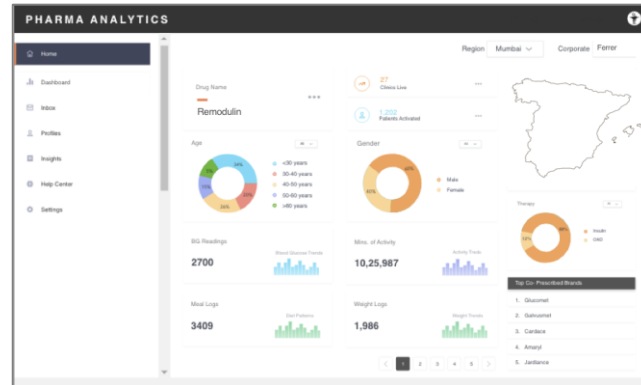 PHARMA ANALYTICS
Region Mumbai Corporate Ferrer
Home
Dashboard
Inbox
Profiles
Insights
Help Center
Settings
Drug Name
Remodulin
27
Clinics Live
1,202
Patients Activated
Age
All
<30 years
30-40 years
40-50 years
50-60 years
>60 years
Gender
Male
Female
Therapy
Insulin
OAD
BG Readings
2700
Blood Glucose Trends
Mins. of Activity
10,25,987
Activity Trails
Meal Logs
3409
Diet Patterns
Weight Logs
1,986
Weight Trends
Top Co- Prescribed Brands
1. Glucomet
2. Galvusmet
3. Cardace
4. Amaryl
5. Jardiance
1 2 3 4 5